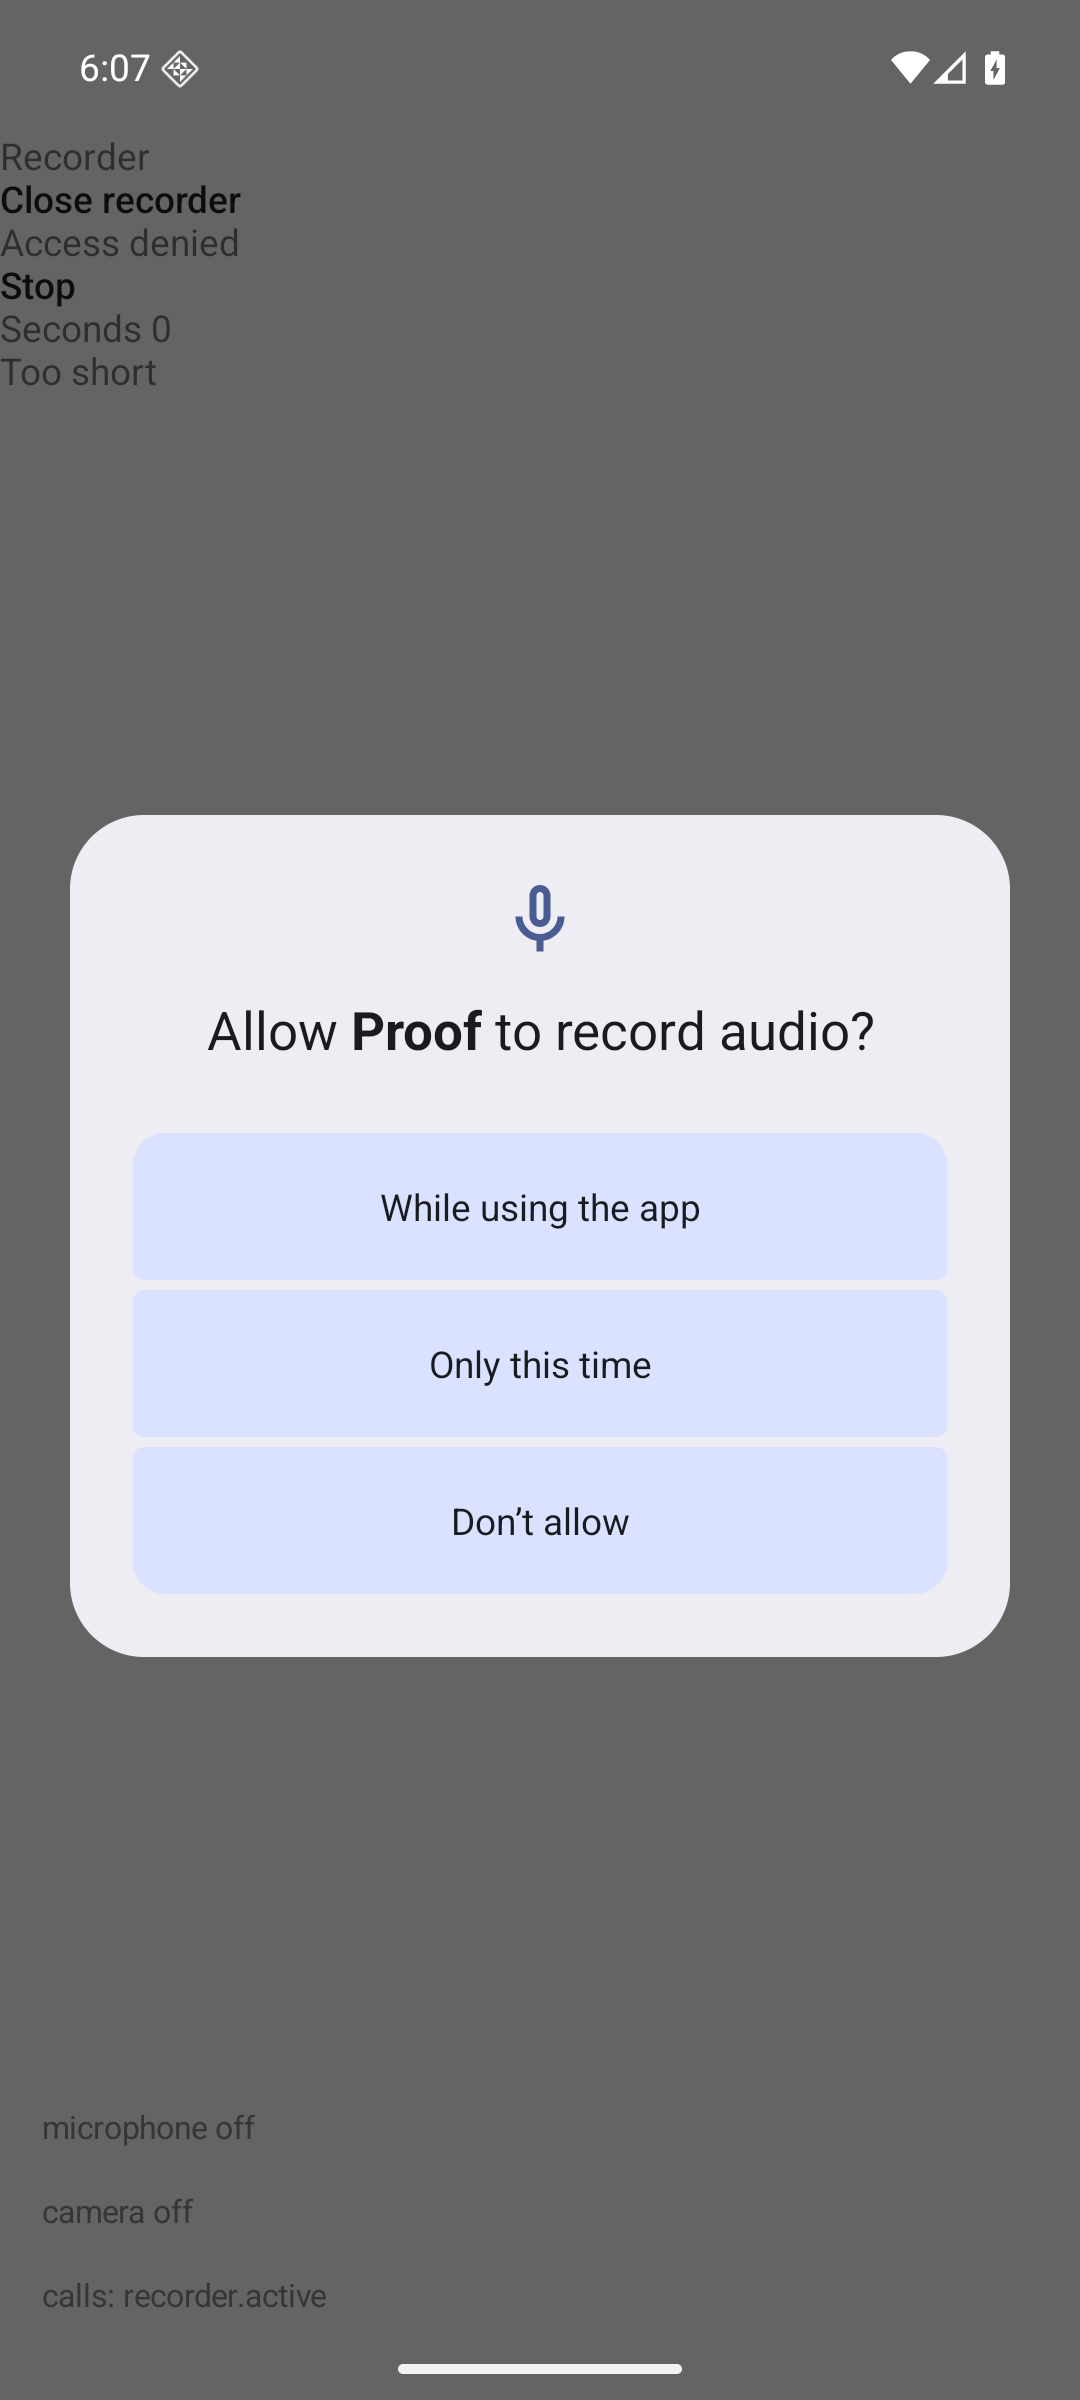 6:07
Recorder
Close recorder
Access denied
Stop
Seconds 0
Too short
Allow Proof to record audio?
While using the app
Only this time
Don’t allow
microphone off
camera off
calls: recorder.active